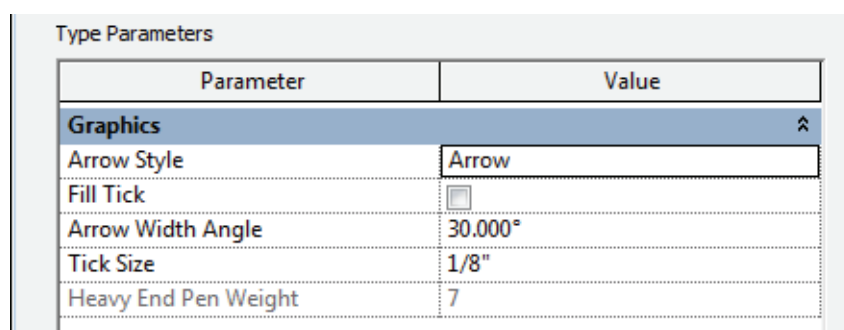 Type Parameters
Parameter Value
Graphics
Arrow Style Arrow
Fill Tick
Arrow Width Angle 30.000°
Tick Size 1/8"
Heavy End Pen Weight 7